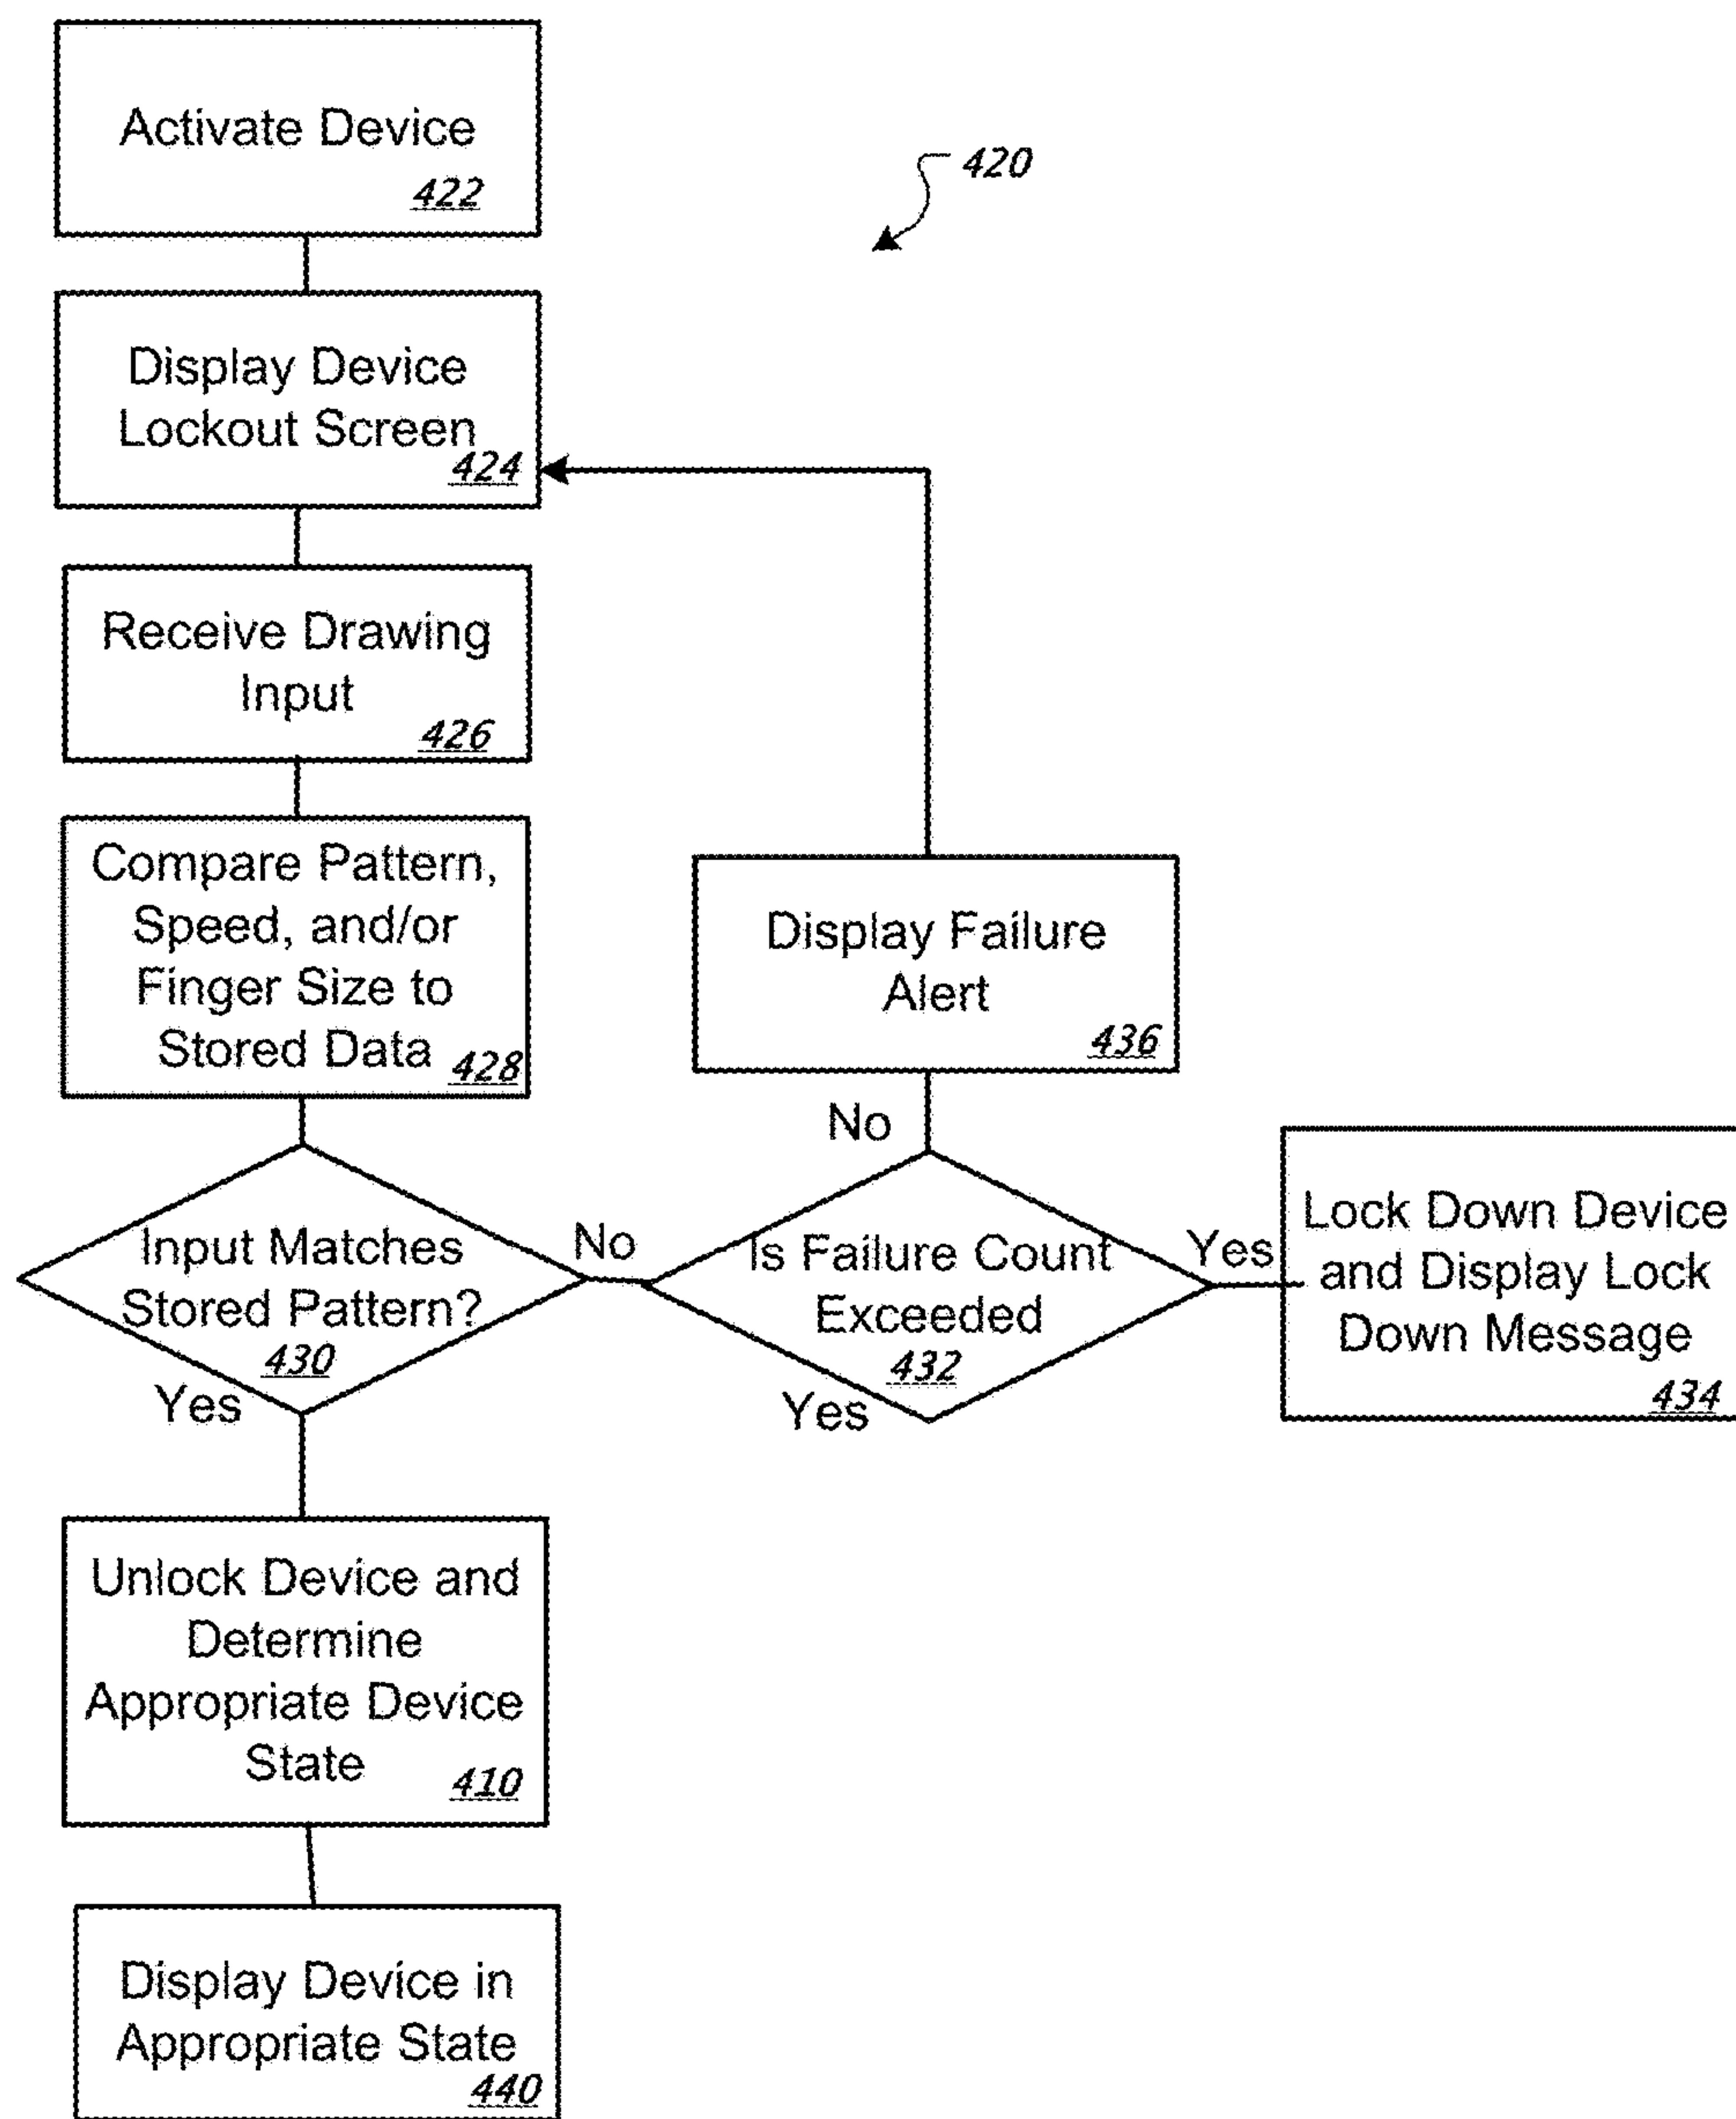 Activate Device
422
420
Display Device
Lockout Screen
424
Receive Drawing
Input
426
Compare Pattern,
Speed, and/or
Finger Size to
Stored Data
428
Display Failure
Alert
436
No
Input Matches
Stored Pattern?
430
No
Yes
Is Failure Count
Exceeded
432
Yes
Yes
Lock Down Device
and Display Lock
Down Message
434
Unlock Device and
Determine
Appropriate Device
State
410
Display Device in
Appropriate State
440